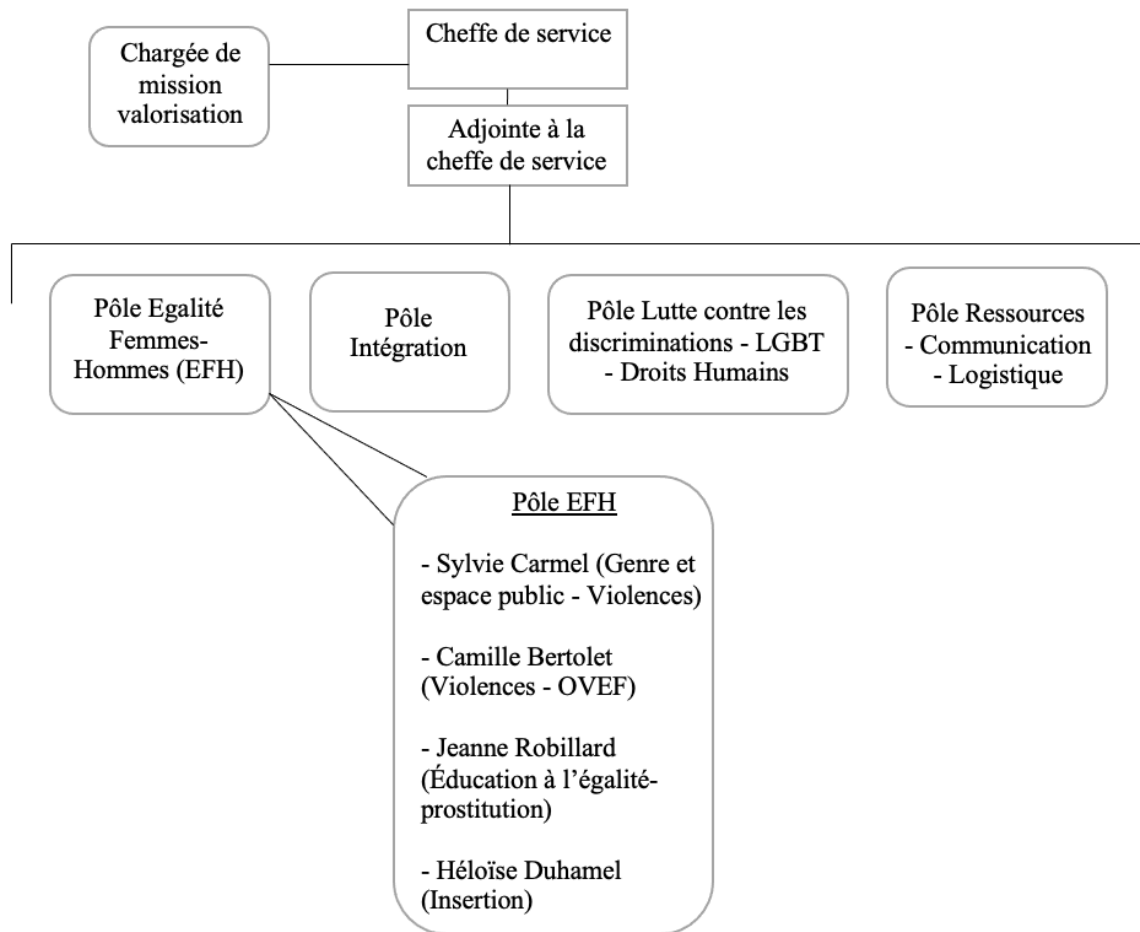 Cheffe de service
Chargée de
mission
valorisation
Adjointe à la
cheffe de service
Pôle Egalité
Femmes-
Hommes (EFH)
Pôle
Intégration
Pôle Lutte contre les
discriminations - LGBT
- Droits Humains
Pôle Ressources
- Communication
- Logistique
Pôle EFH
- Sylvie Carmel (Genre et
espace public - Violences)
- Camille Bertolet
(Violences - OVEF)
- Jeanne Robillard
(Éducation à l’égalité-
prostitution)
- Héloïse Duhamel
(Insertion)